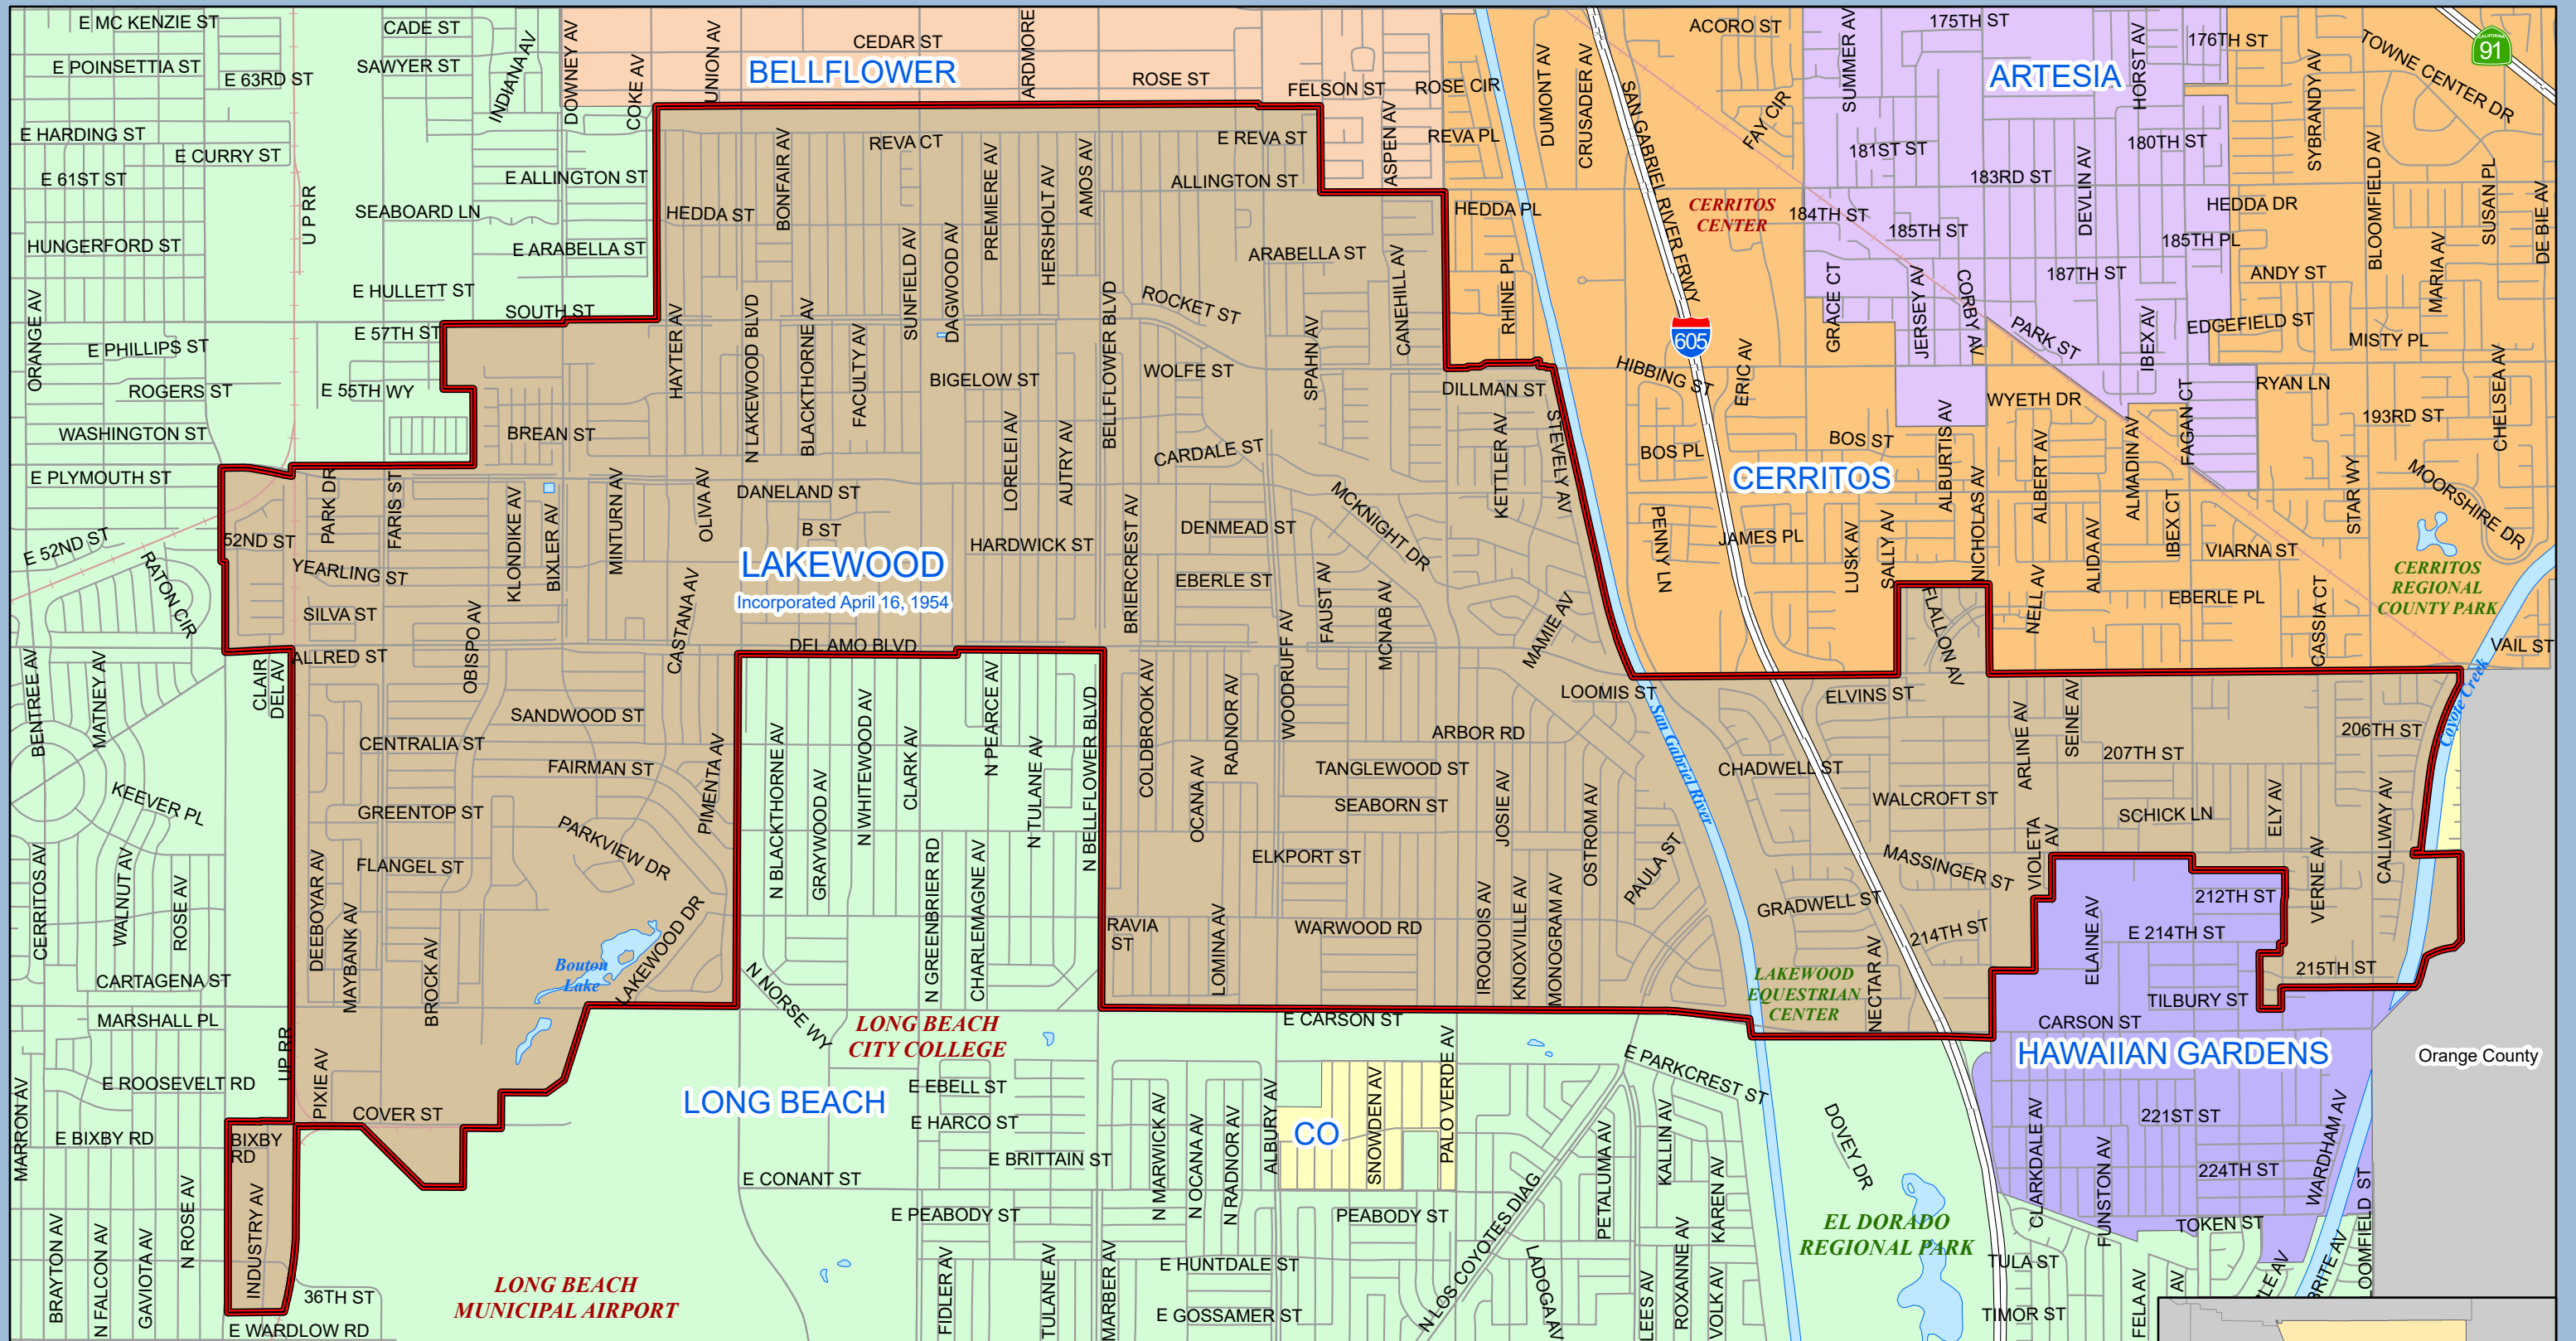 E MC KENZIE ST
CADE ST
INDIANA AV
DOWNEY AV
COKE AV
UNION AV
CEDAR ST
ARDMORE
BELLFLOWER
ROSE ST
FELSON ST
ROSE CIR
DUMONT AV
CRUSADER AV
SAN GABRIEL RIVER FRWY
ACORO ST
SUMMER AV
175TH ST
ARTESIA
HORST AV
176TH ST
SYBRANDY AV
TOWNE CENTER DR
CALIFORNIA
91
E POINSETTIA ST
E 63RD ST
SAWYER ST
E HARDING ST
E CURRY ST
E 61ST ST
E ALLINGTON ST
SEABOARD LN
HUNGERFORD ST
U P RR
E ARABELLA ST
E HULLETT ST
SOUTH ST
E 57TH ST
ORANGE AV
E PHILLIPS ST
ROGERS ST
E 55TH WY
WASHINGTON ST
E PLYMOUTH ST
BREAN ST
HEDDA ST
BONFAIR AV
REVA CT
PREMIERE AV
HERSHOLT AV
AMOS AV
E REVA ST
ALLINGTON ST
ASPEN AV
REVA PL
HEDDA PL
FAY CIR
181ST ST
180TH ST
183RD ST
DEVLIN AV
CERRITOS
CENTER
184TH ST
185TH ST
185TH PL
HEDDA DR
BLOOMFIELD AV
SUSAN PL
DE BIE AV
MARIA AV
187TH ST
ANDY ST
ARABELLA ST
CANEHILL AV
RHINE PL
SUNFIELD AV
DAGWOOD AV
HAYTER AV
N LAKEWOOD BLVD
BLACKTHORNE AV
FACULTY AV
BELLFLOWER BLVD
ROCKET ST
SPAHN AV
605
GRACE CT
JERSEY AV
CORBY AV
PARK ST
IBEX AV
EDGEFIELD ST
MISTY PL
CHELSEA AV
BIGELOW ST
WOLFE ST
DILLMAN ST
HIBBING ST
ERIC AV
WYETH DR
FAGAN CT
RYAN LN
193RD ST
LORELEI AV
AUTRY AV
CARDALE ST
KETTLER AV
STEVELY AV
BOS PL
BOS ST
CERRITOS
ALBURTIS AV
ALBERT AV
ALMADIN AV
STAR WY
MOORSHIRE DR
PARK DR
FARIS ST
KLONDIKE AV
BIXLER AV
MINTURN AV
OLIVA AV
DANELAND ST
B ST
BRIERCREST AV
DENMEAD ST
MCKNIGHT DR
PENNY LN
JAMES PL
LUSK AV
SALLY AV
NICHOLAS AV
ALIDA AV
IBEX CT
VIARNA ST
CERRITOS
REGIONAL
COUNTY PARK
E 52ND ST
52ND ST
RATON CIR
YEARLING ST
LAKEWOOD
Incorporated April 16, 1954
HARDWICK ST
EBERLE ST
FAUST AV
MCNAB AV
MAMIE AV
FLALLON AV
NELL AV
EBERLE PL
CASSIA CT
VAIL ST
SILVA ST
OBISPO AV
CASTANA AV
DEL AMO BLVD
WOODRUFF AV
BENTREE AV
MATNEY AV
CLAIR
DEL AV
ALLRED ST
SANDWOOD ST
CENTRALIA ST
FAIRMAN ST
PIMENTA AV
N BLACKTHORNE AV
GRAYWOOD AV
N WHITEWOOD AV
CLARK AV
N PEARCE AV
N TULANE AV
N BELLFLOWER BLVD
COLDBROOK AV
OCANA AV
RADNOR AV
ARBOR RD
LOOMIS ST
San Gabriel River
ELVINS ST
ARLINE AV
SEINE AV
206TH ST
Coyote Creek
207TH ST
TANGLEWOOD ST
CHADWELL ST
SEABORN ST
JOSIE AV
OSTROM AV
WALCROFT ST
SCHICK LN
ELY AV
CALLWAY AV
KEEVER PL
GREENTOP ST
PARKVIEW DR
FLANGEL ST
ELKPORT ST
PAULA ST
MASSINGER ST
VIOLETA
AV
VERNE AV
CERRITOS AV
WALNUT AV
ROSE AV
DEEBOYAR AV
MAYBANK AV
BROCK AV
LAKEWOOD DR
N GREENBRIER RD
CHARLEMAGNE AV
RAVIA
ST
LOMINA AV
WARWOOD RD
IROQUOIS AV
KNOXVILLE AV
MONOGRAM AV
GRADWELL ST
214TH ST
NECTAR AV
ELAINE AV
212TH ST
E 214TH ST
215TH ST
Bouton
Lake
CARTAGENA ST
MARSHALL PL
N NORSE WY
LONG BEACH
CITY COLLEGE
E CARSON ST
LAKEWOOD
EQUESTRIAN
CENTER
TILBURY ST
CARSON ST
HAWAIIAN GARDENS
Orange County
UP RR
PIXIE AV
E ROOSEVELT RD
MARRON AV
COVER ST
LONG BEACH
E EBELL ST
E HARCO ST
E BRITTAIN ST
N MARWICK AV
N OCANA AV
N RADNOR AV
ALBURY AV
CO
SNOWDEN AV
PALO VERDE AV
E PARKCREST ST
DOVEY DR
CLARKDALE AV
221ST ST
WARDHAM AV
E BIXBY RD
BIXBY
RD
E CONANT ST
E PEABODY ST
PEABODY ST
N LOS COYOTES DIAG
PETALUMA AV
KALLIN AV
KAREN AV
FUNSTON AV
224TH ST
BRAYTON AV
N FALCON AV
GAVIOTA AV
N ROSE AV
INDUSTRY AV
EL DORADO
REGIONAL PARK
TOKEN ST
LOOMFIELD ST
LONG BEACH
MUNICIPAL AIRPORT
36TH ST
E WARDLOW RD
FIDLER AV
TULANE AV
MARBER AV
E HUNTDALE ST
E GOSSAMER ST
LADOGA AV
LEES AV
ROXANNE AV
VOLK AV
TULA ST
TIMOR ST
FELA AV
AV
LE AV
BRITE AV